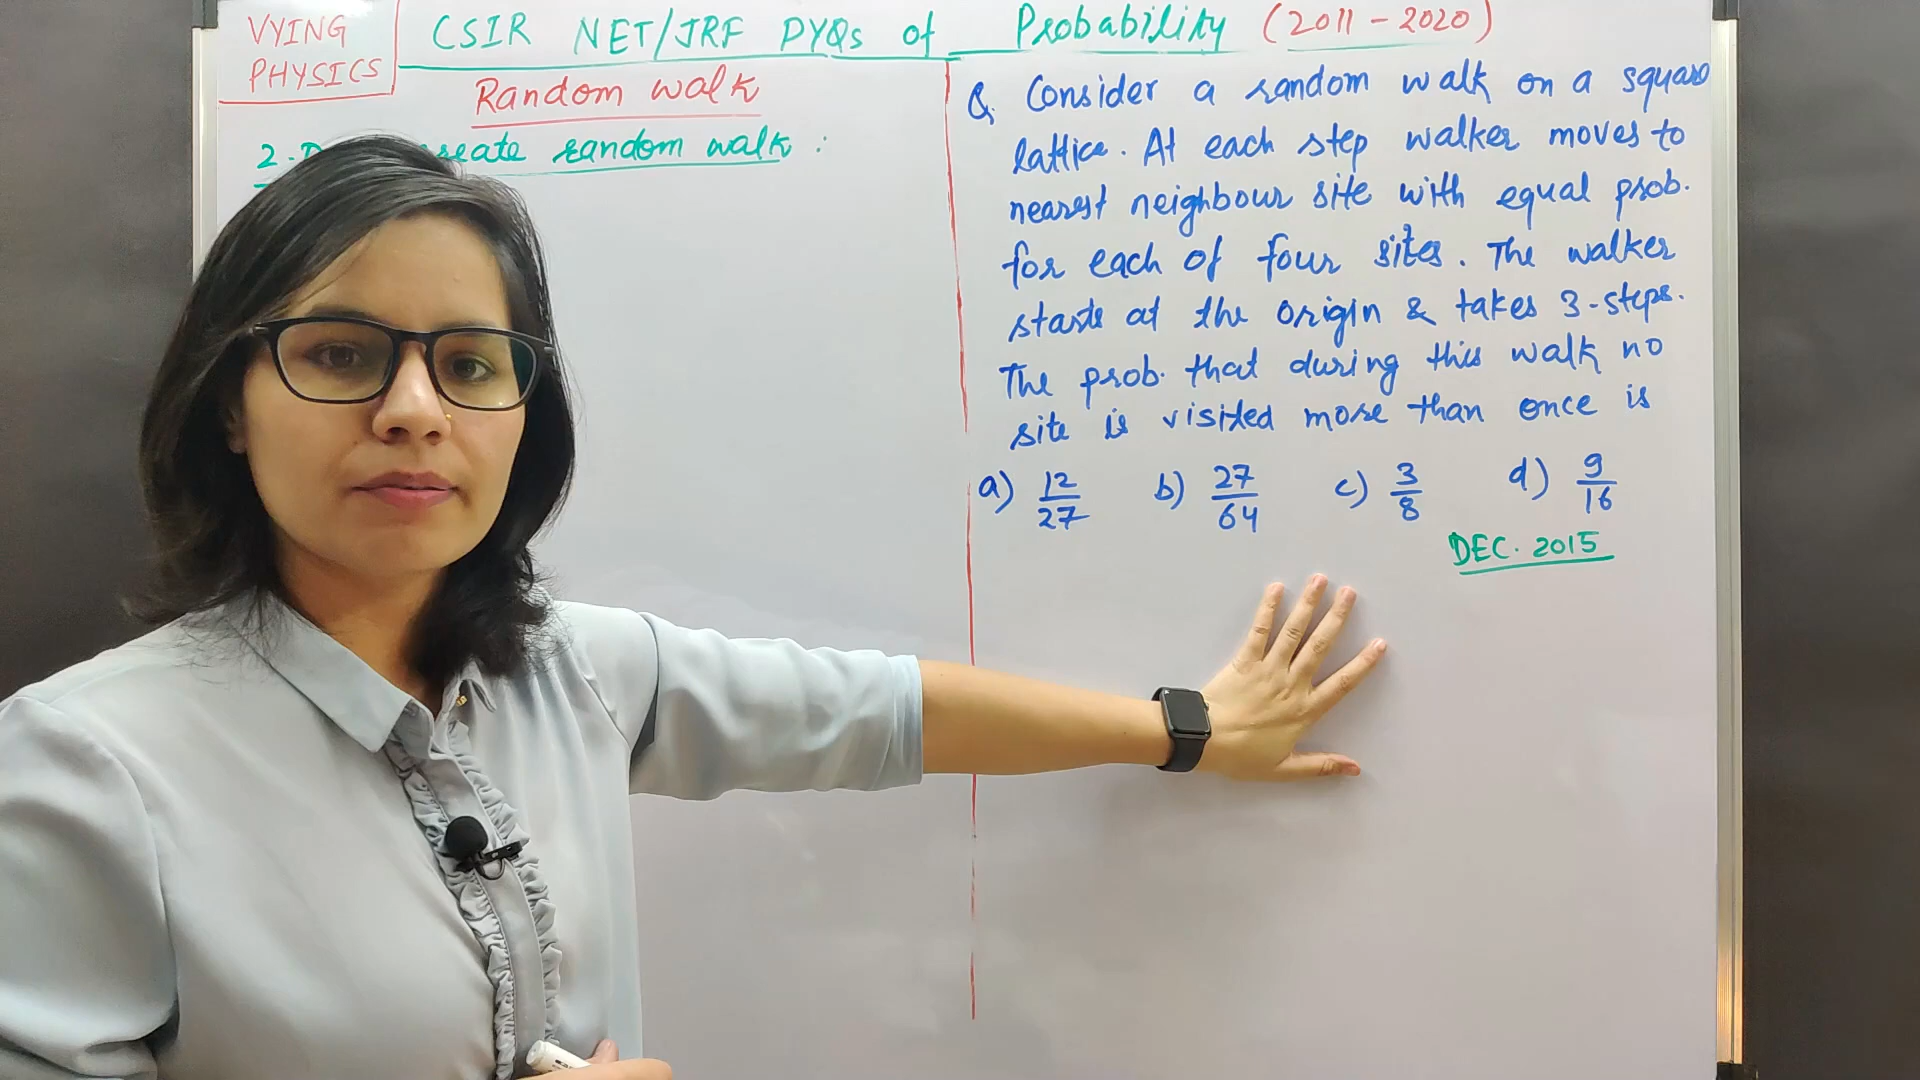 VYING
PHYSICS
CSIR NET/JRF PYQs of Probability (2011-2020)
Random walk
random walk :
Q. Consider a random walk on a square
lattice. At each step walker moves to
nearest neighbour site with equal prob.
for each of four sites. The walker
starts at the origin & takes 3-steps.
The prob. that during this walk no
site is visited more than once is
a) 12/27 b) 27/64 c) 3/8 d) 9/16
DEC. 2015